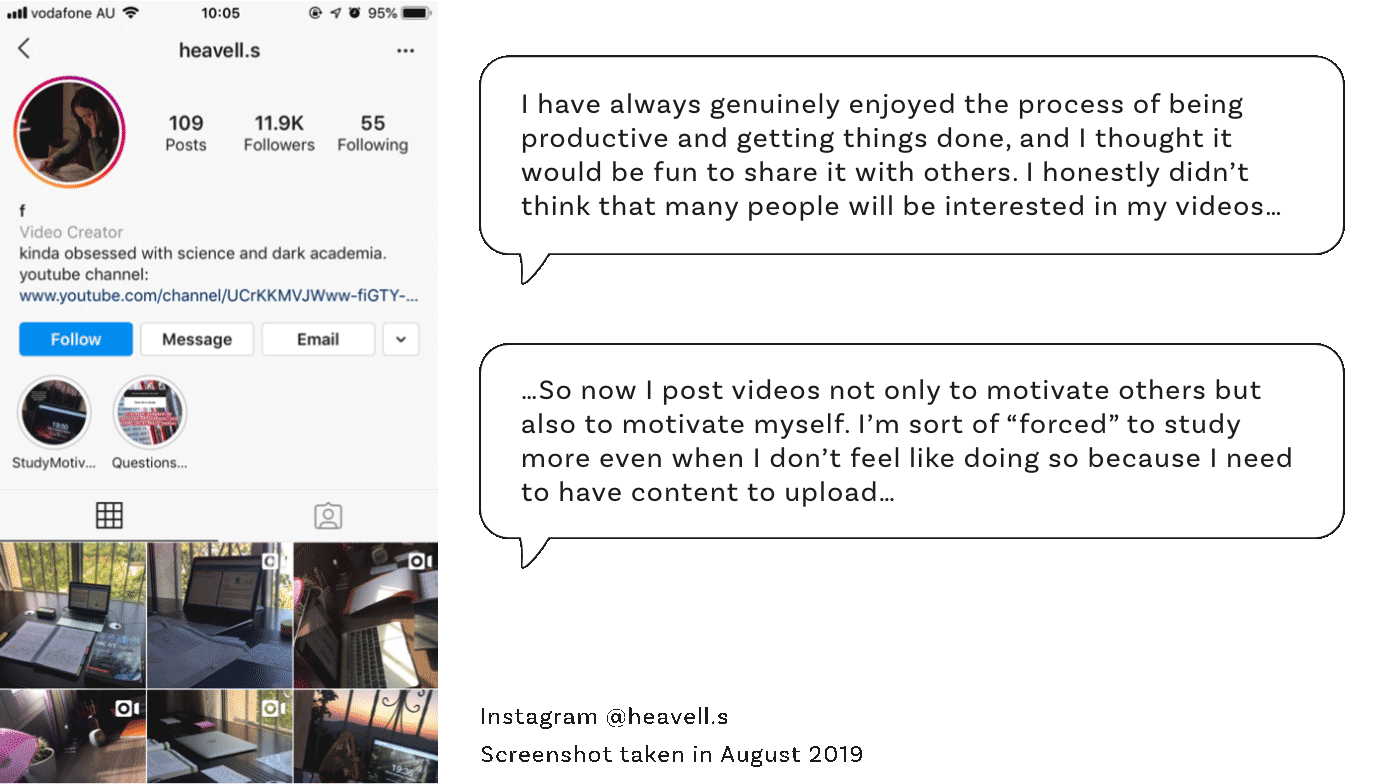 vodafone AU
10:05
95%
heavell.s
109
Posts
11.9K
Followers
55
Following
f
Video Creator
kinda obsessed with science and dark academia.
youtube channel:
www.youtube.com/channel/UCrKKMVJWww-fiGTY-...
Follow
Message
Email
19:50
StudyMotiv...
Questions...
19:36
I have always genuinely enjoyed the process of being
productive and getting things done, and I thought it
would be fun to share it with others. I honestly didn’t
think that many people will be interested in my videos...
...So now I post videos not only to motivate others but
also to motivate myself. I’m sort of “forced” to study
more even when I don’t feel like doing so because I need
to have content to upload...
Instagram @heavell.s
Screenshot taken in August 2019